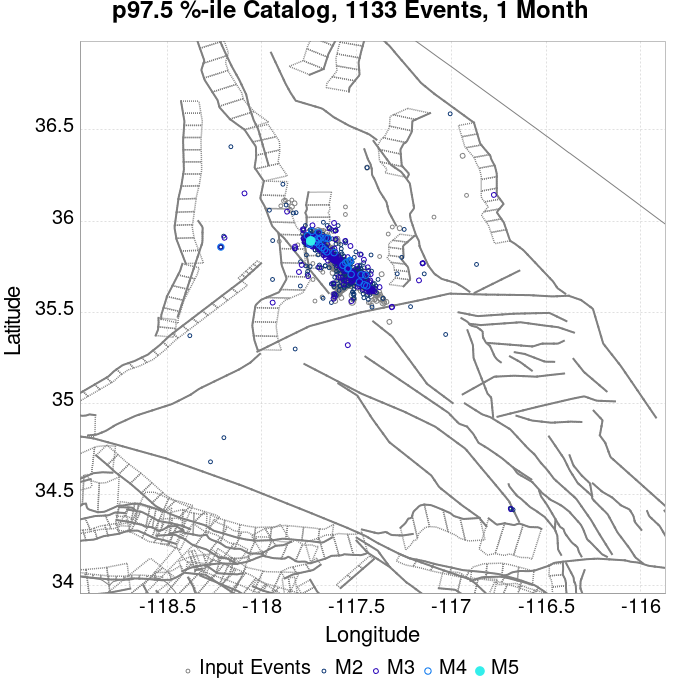 p97.5 %-ile Catalog, 1133 Events, 1 Month
36.5
36
35.5
35
34.5
34
Latitude
-118.5 -118 -117.5 -117 -116.5 -116
Longitude
Input Events M2 M3 M4 M5